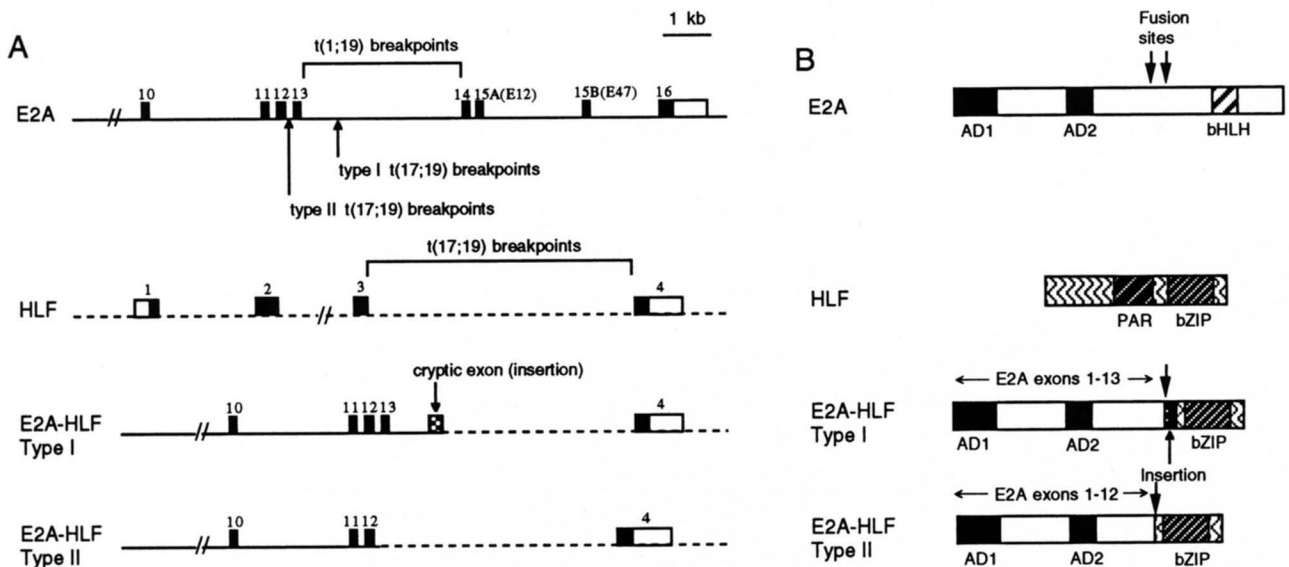 A
1 kb
t(1;19) breakpoints
10 11 12 13 14 15A(E12) 15B(E47) 16
E2A
type I t(17;19) breakpoints
type II t(17;19) breakpoints
t(17;19) breakpoints
1 2 3 4
HLF
cryptic exon (insertion)
10 11 12 13 4
E2A-HLF
Type I
10 11 12 4
E2A-HLF
Type II
B
Fusion
sites
E2A
AD1 AD2 bHLH
HLF
PAR bZIP
E2A exons 1-13
E2A-HLF
Type I
AD1 AD2 bZIP
Insertion
E2A exons 1-12
E2A-HLF
Type II
AD1 AD2 bZIP